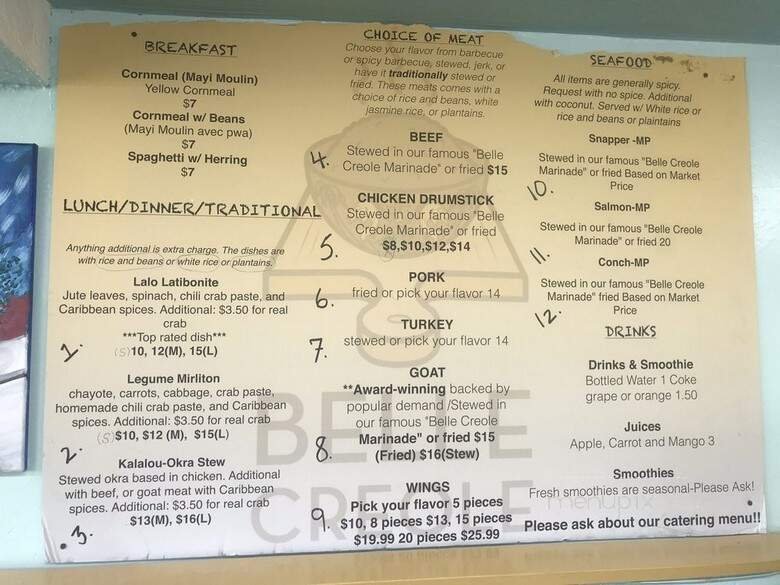 BREAKFAST
Cornmeal (Mayi Moulin)
Yellow Cornmeal
$7
Cornmeal w/ Beans
(Mayi Moulin avec pwa)
$7
Spaghetti w/ Herring
$7
LUNCH/DINNER/TRADITIONAL
Anything additional is extra charge. The dishes are
with rice and beans or white rice or plantains.
Lalo Latibonite
Jute leaves, spinach, chili crab paste, and
Caribbean spices. Additional: $3.50 for real
crab
***Top rated dish***
1. (S)10, 12(M), 15(L)
Legume Mirliton
chayote, carrots, cabbage, crab paste,
homemade chili crab paste, and Caribbean
spices. Additional: $3.50 for real crab
2. (S)$10, $12 (M), $15(L)
Kalalou-Okra Stew
Stewed okra based in chicken. Additional
with beef, or goat meat with Caribbean
spices. Additional: $3.50 for real crab
3. $13(M), $16(L)
CHOICE OF MEAT
Choose your flavor from barbecue
or spicy barbecue, stewed, jerk, or
have it traditionally stewed or
fried. These meats comes with a
choice of rice and beans, white
jasmine rice, or plantains.
BEEF
4. Stewed in our famous "Belle
Creole Marinade" or fried $15
CHICKEN DRUMSTICK
Stewed in our famous "Belle
Creole Marinade" or fried
5. $8,$10,$12,$14
PORK
6. fried or pick your flavor 14
TURKEY
7. stewed or pick your flavor 14
GOAT
**Award-winning backed by
popular demand /Stewed in
our famous "Belle Creole
8. Marinade" or fried $15
(Fried) $16(Stew)
WINGS
Pick your flavor 5 pieces
9. $10, 8 pieces $13, 15 pieces
$19.99 20 pieces $25.99
SEAFOOD
All items are generally spicy.
Request with no spice. Additional
with coconut. Served w/ White rice or
rice and beans or plaintains
Snapper -MP
Stewed in our famous "Belle Creole
Marinade" or fried Based on Market
10. Price
Salmon-MP
Stewed in our famous "Belle Creole
Marinade" or fried 20
11. Conch-MP
Stewed in our famous "Belle Creole
Marinade" fried Based on Market
12. Price
DRINKS
Drinks & Smoothie
Bottled Water 1 Coke
grape or orange 1.50
Juices
Apple, Carrot and Mango 3
Smoothies
Fresh smoothies are seasonal-Please Ask!
Please ask about our catering menu!!
BELLE
CREOLE
menupix